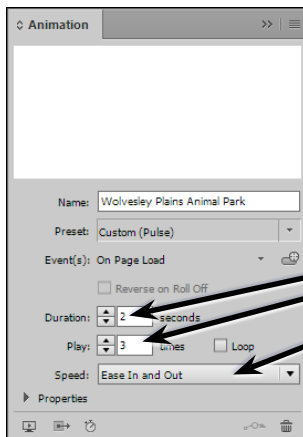 Animation
Name: Wolvesley Plains Animal Park
Preset: Custom (Pulse)
Event(s): On Page Load
Reverse on Roll Off
Duration: 2 seconds
Play: 3 times Loop
Speed: Ease In and Out
Properties